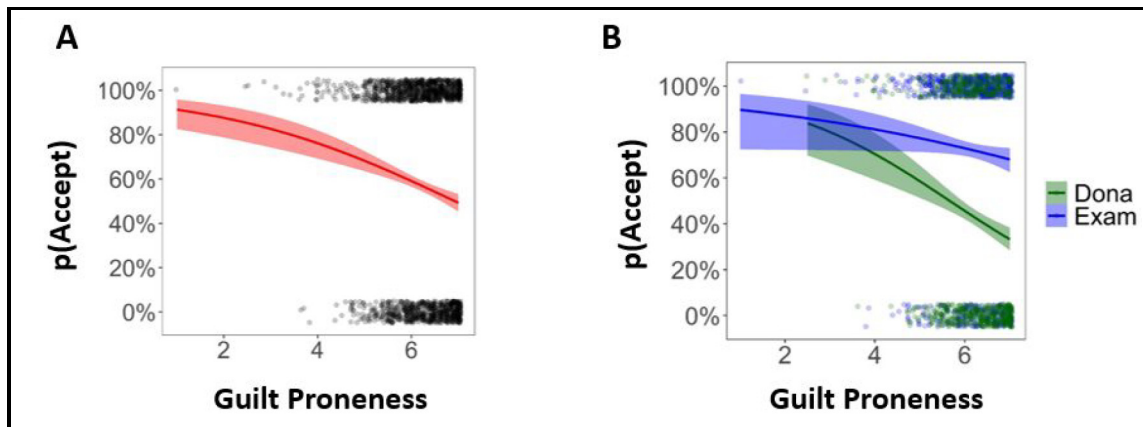 A
p(Accept)
100%
80%
60%
40%
20%
0%
2 4 6
Guilt Proneness
B
p(Accept)
100%
80%
60%
40%
20%
0%
2 4 6
Guilt Proneness
Dona
Exam